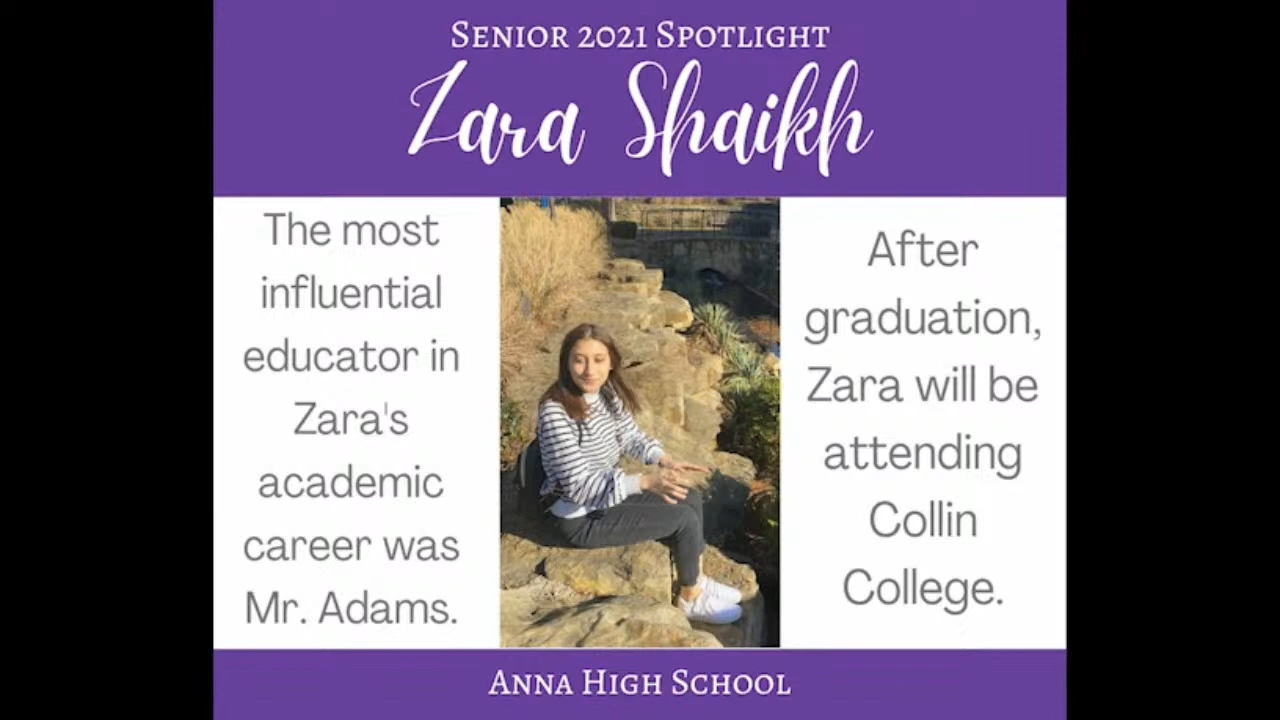 Senior 2021 Spotlight
Zara Shaikh
The most
influential
educator in
Zara's
academic
career was
Mr. Adams.
After
graduation,
Zara will be
attending
Collin
College.
Anna High School